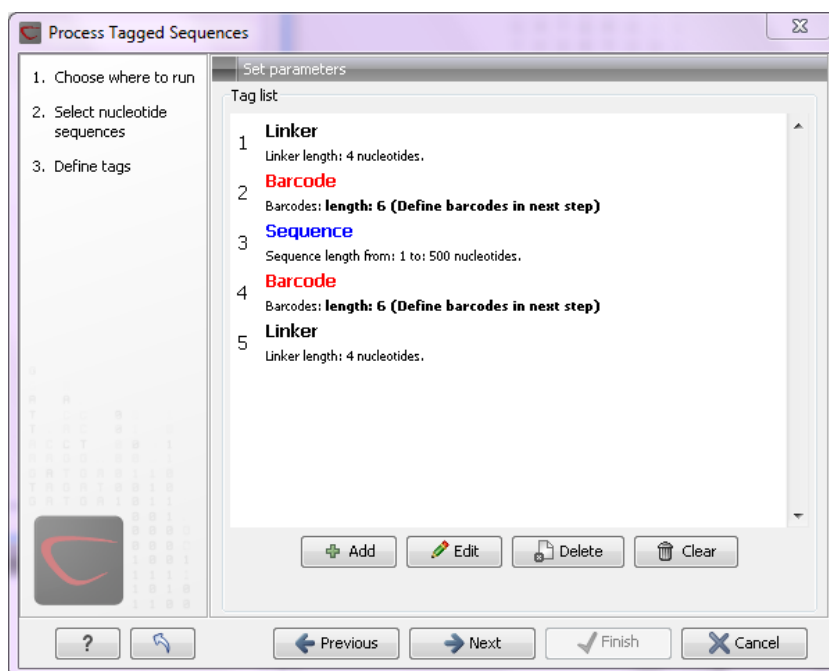 Process Tagged Sequences
1. Choose where to run
2. Select nucleotide
sequences
3. Define tags
Set parameters
Tag list
1 Linker
Linker length: 4 nucleotides.
2 Barcode
Barcodes: length: 6 (Define barcodes in next step)
3 Sequence
Sequence length from: 1 to: 500 nucleotides.
4 Barcode
Barcodes: length: 6 (Define barcodes in next step)
5 Linker
Linker length: 4 nucleotides.
Add Edit Delete Clear
? Previous Next Finish Cancel